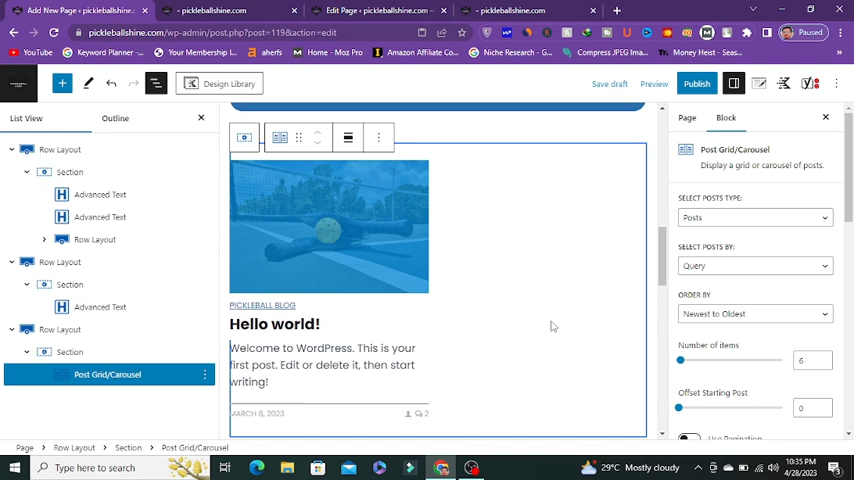 Add New Page ‹ pickleballshine.c
- pickleballshine.com
Edit Page ‹ pickleballshine.com
- pickleballshine.com
pickleballshine.com/wp-admin/post.php?post=119&action=edit
Paused
YouTube
Keyword Planner -...
Your Membership I...
aherfs
Home - Moz Pro
Amazon Affiliate Co...
Niche Research - G...
Compress JPEG Ima...
Money Heist - Seas...
Design Library
Save draft
Preview
Publish
List View
Outline
Page
Block
Row Layout
Section
Advanced Text
Advanced Text
Row Layout
Row Layout
Section
Advanced Text
Row Layout
Section
Post Grid/Carousel
PICKLEBALL BLOG
Hello world!
Welcome to WordPress. This is your
first post. Edit or delete it, then start
writing!
MARCH 8, 2023
2
Post Grid/Carousel
Display a grid or carousel of posts.
SELECT POSTS TYPE:
Posts
SELECT POSTS BY:
Query
ORDER BY
Newest to Oldest
Number of items
6
Offset Starting Post
0
Use Pagination
Page
Row Layout
Section
Post Grid/Carousel
Type here to search
29°C Mostly cloudy
10:35 PM
4/28/2023
3